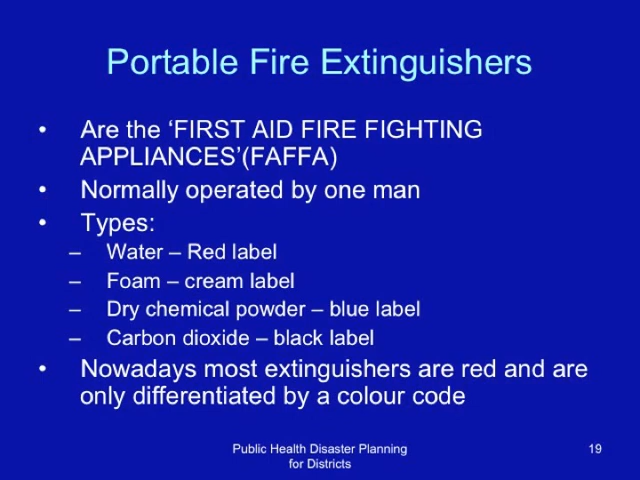 Portable Fire Extinguishers
• Are the ‘FIRST AID FIRE FIGHTING
APPLIANCES’(FAFFA)
• Normally operated by one man
• Types:
– Water – Red label
– Foam – cream label
– Dry chemical powder – blue label
– Carbon dioxide – black label
• Nowadays most extinguishers are red and are
only differentiated by a colour code
Public Health Disaster Planning
for Districts
19